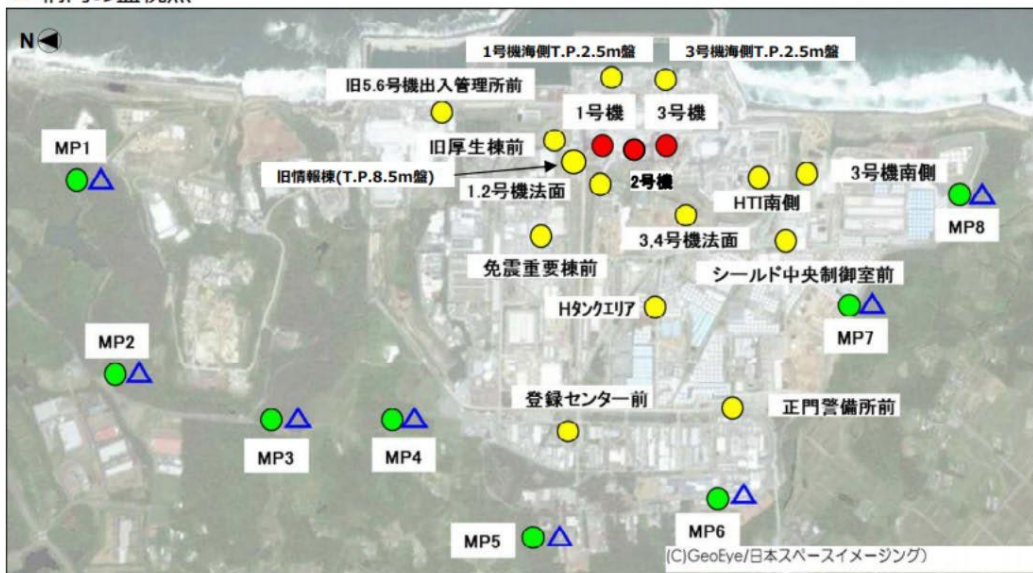 N
1号機海側T.P.2.5m盤
3号機海側T.P.2.5m盤
旧5.6号機出入管理所前
1号機
3号機
MP1
旧厚生棟前
旧情報棟(T.P.8.5m盤)
1.2号機法面
2号機
3号機南側
HTI南側
MP8
3.4号機法面
免震重要棟前
シールド中央制御室前
Hタンクエリア
MP7
MP2
登録センター前
正門警備所前
MP3
MP4
MP5
MP6
(C)GeoEye/日本スペースイメージング)